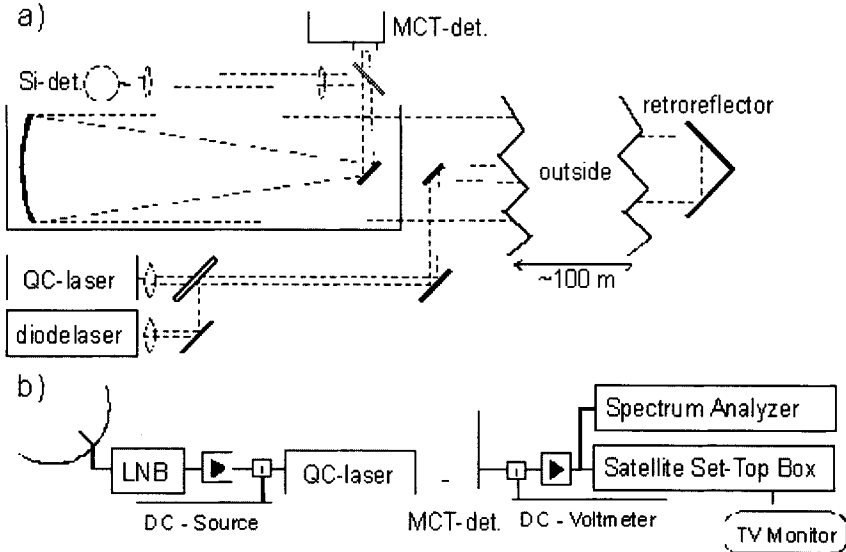 a)
MCT-det.
Si-det.
retroreflector
outside
QC-laser
~100 m
diodelaser
b)
Spectrum Analyzer
LNB
QC-laser
Satellite Set-Top Box
DC - Source
MCT-det.
DC - Voltmeter
TV Monitor